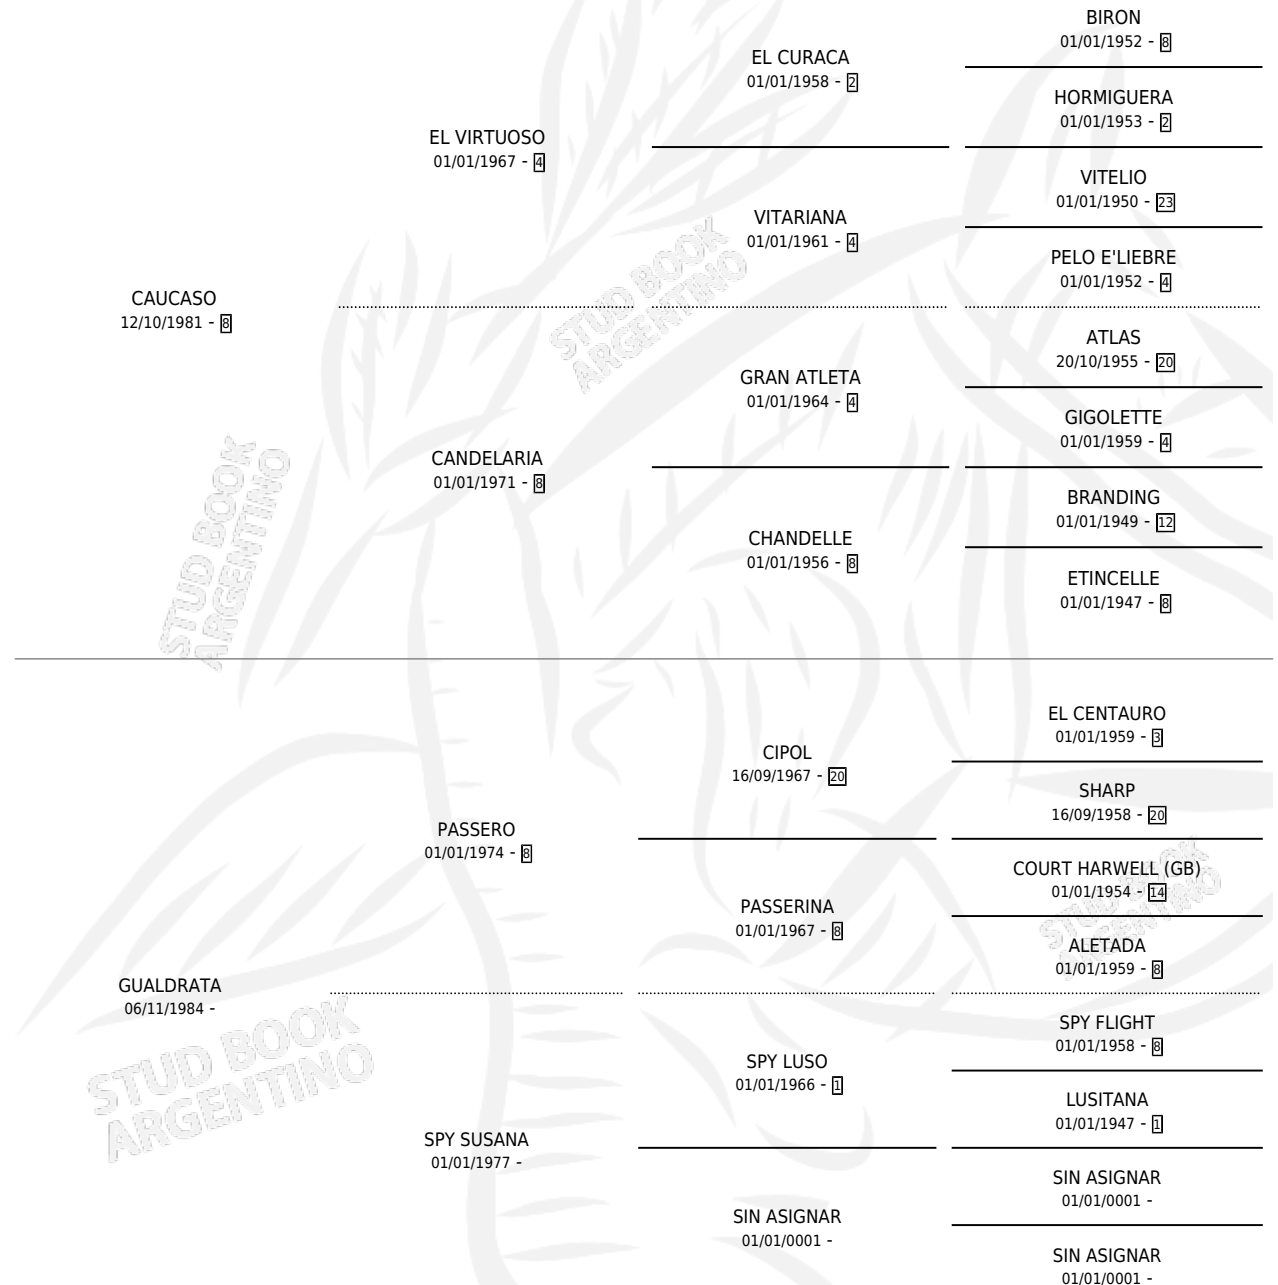 BIRON
01/01/1952 - 8
EL CURACA
01/01/1958 - 2
HORMIGUERA
01/01/1953 - 2
EL VIRTUOSO
01/01/1967 - 4
VITELIO
01/01/1950 - 23
VITARIANA
01/01/1961 - 4
PELO E'LIEBRE
01/01/1952 - 4
CAUCASO
12/10/1981 - 8
ATLAS
20/10/1955 - 20
GRAN ATLETA
01/01/1964 - 4
GIGOLETTE
01/01/1959 - 4
CANDELARIA
01/01/1971 - 8
BRANDING
01/01/1949 - 12
CHANDELLE
01/01/1956 - 8
ETINCELLE
01/01/1947 - 8
EL CENTAURO
01/01/1959 - 3
CIPOL
16/09/1967 - 20
SHARP
16/09/1958 - 20
PASSERO
01/01/1974 - 8
COURT HARWELL (GB)
01/01/1954 - 14
PASSERINA
01/01/1967 - 8
ALETADA
01/01/1959 - 8
GUALDRATA
06/11/1984 -
SPY FLIGHT
01/01/1958 - 8
SPY LUSO
01/01/1966 - 1
LUSITANA
01/01/1947 - 1
SPY SUSANA
01/01/1977 -
SIN ASIGNAR
01/01/0001 -
SIN ASIGNAR
01/01/0001 -
SIN ASIGNAR
01/01/0001 -
STUD BOOK
ARGENTINO
STUD BOOK
ARGENTINO
STUD BOOK
ARGENTINO
STUD BOOK
ARGENTINO